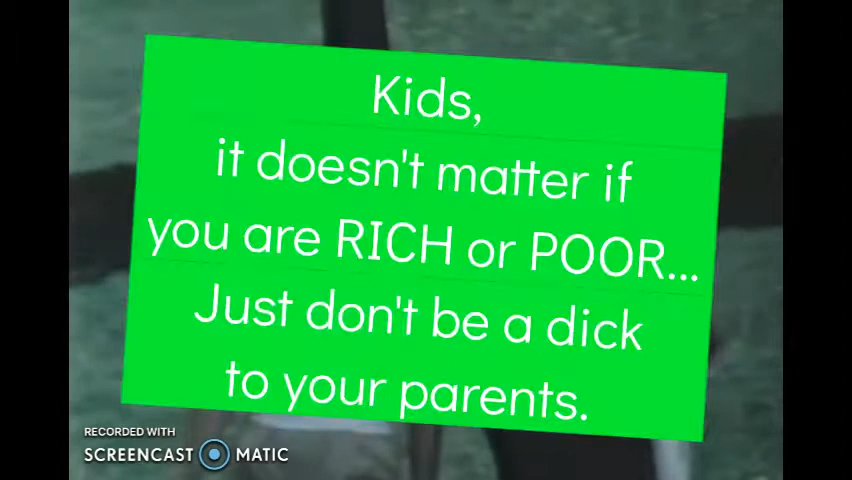 Kids,
it doesn't matter if
you are RICH or POOR...
Just don't be a dick
to your parents.
RECORDED WITH
SCREENCAST MATIC